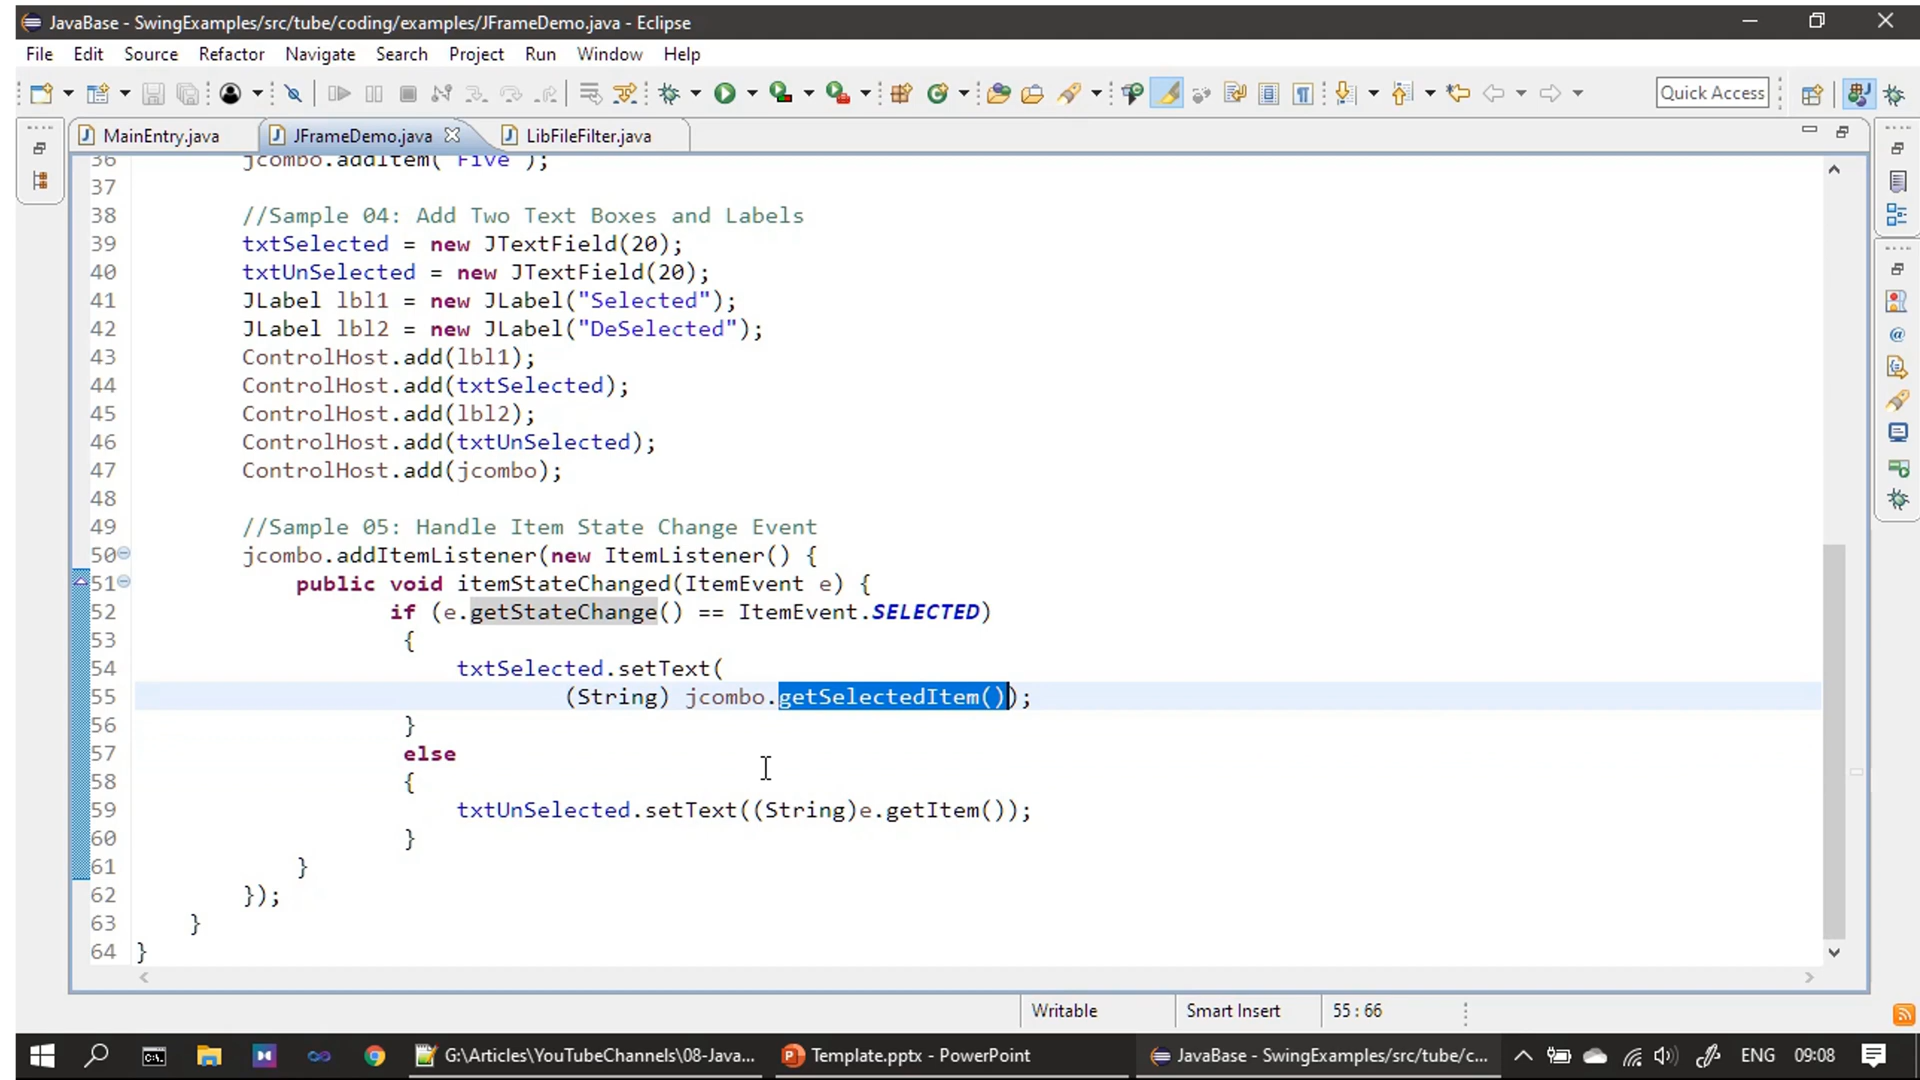 JavaBase - SwingExamples/src/tube/coding/examples/JFrameDemo.java - Eclipse
File Edit Source Refactor Navigate Search Project Run Window Help
Quick Access
MainEntry.java JFrameDemo.java LibFileFilter.java
36 jcombo.addItem("Five");
37
38 //Sample 04: Add Two Text Boxes and Labels
39 txtSelected = new JTextField(20);
40 txtUnSelected = new JTextField(20);
41 JLabel lbl1 = new JLabel("Selected");
42 JLabel lbl2 = new JLabel("DeSelected");
43 ControlHost.add(lbl1);
44 ControlHost.add(txtSelected);
45 ControlHost.add(lbl2);
46 ControlHost.add(txtUnSelected);
47 ControlHost.add(jcombo);
48
49 //Sample 05: Handle Item State Change Event
50 jcombo.addItemListener(new ItemListener() {
51 public void itemStateChanged(ItemEvent e) {
52 if (e.getStateChange() == ItemEvent.SELECTED)
53 {
54 txtSelected.setText(
55 (String) jcombo.getSelectedItem());
56 }
57 else
58 {
59 txtUnSelected.setText((String)e.getItem());
60 }
61 }
62 });
63 }
64 }
Writable Smart Insert 55 : 66
G:\Articles\YouTubeChannels\08-Java... Template.pptx - PowerPoint JavaBase - SwingExamples/src/tube/c... ENG 09:08